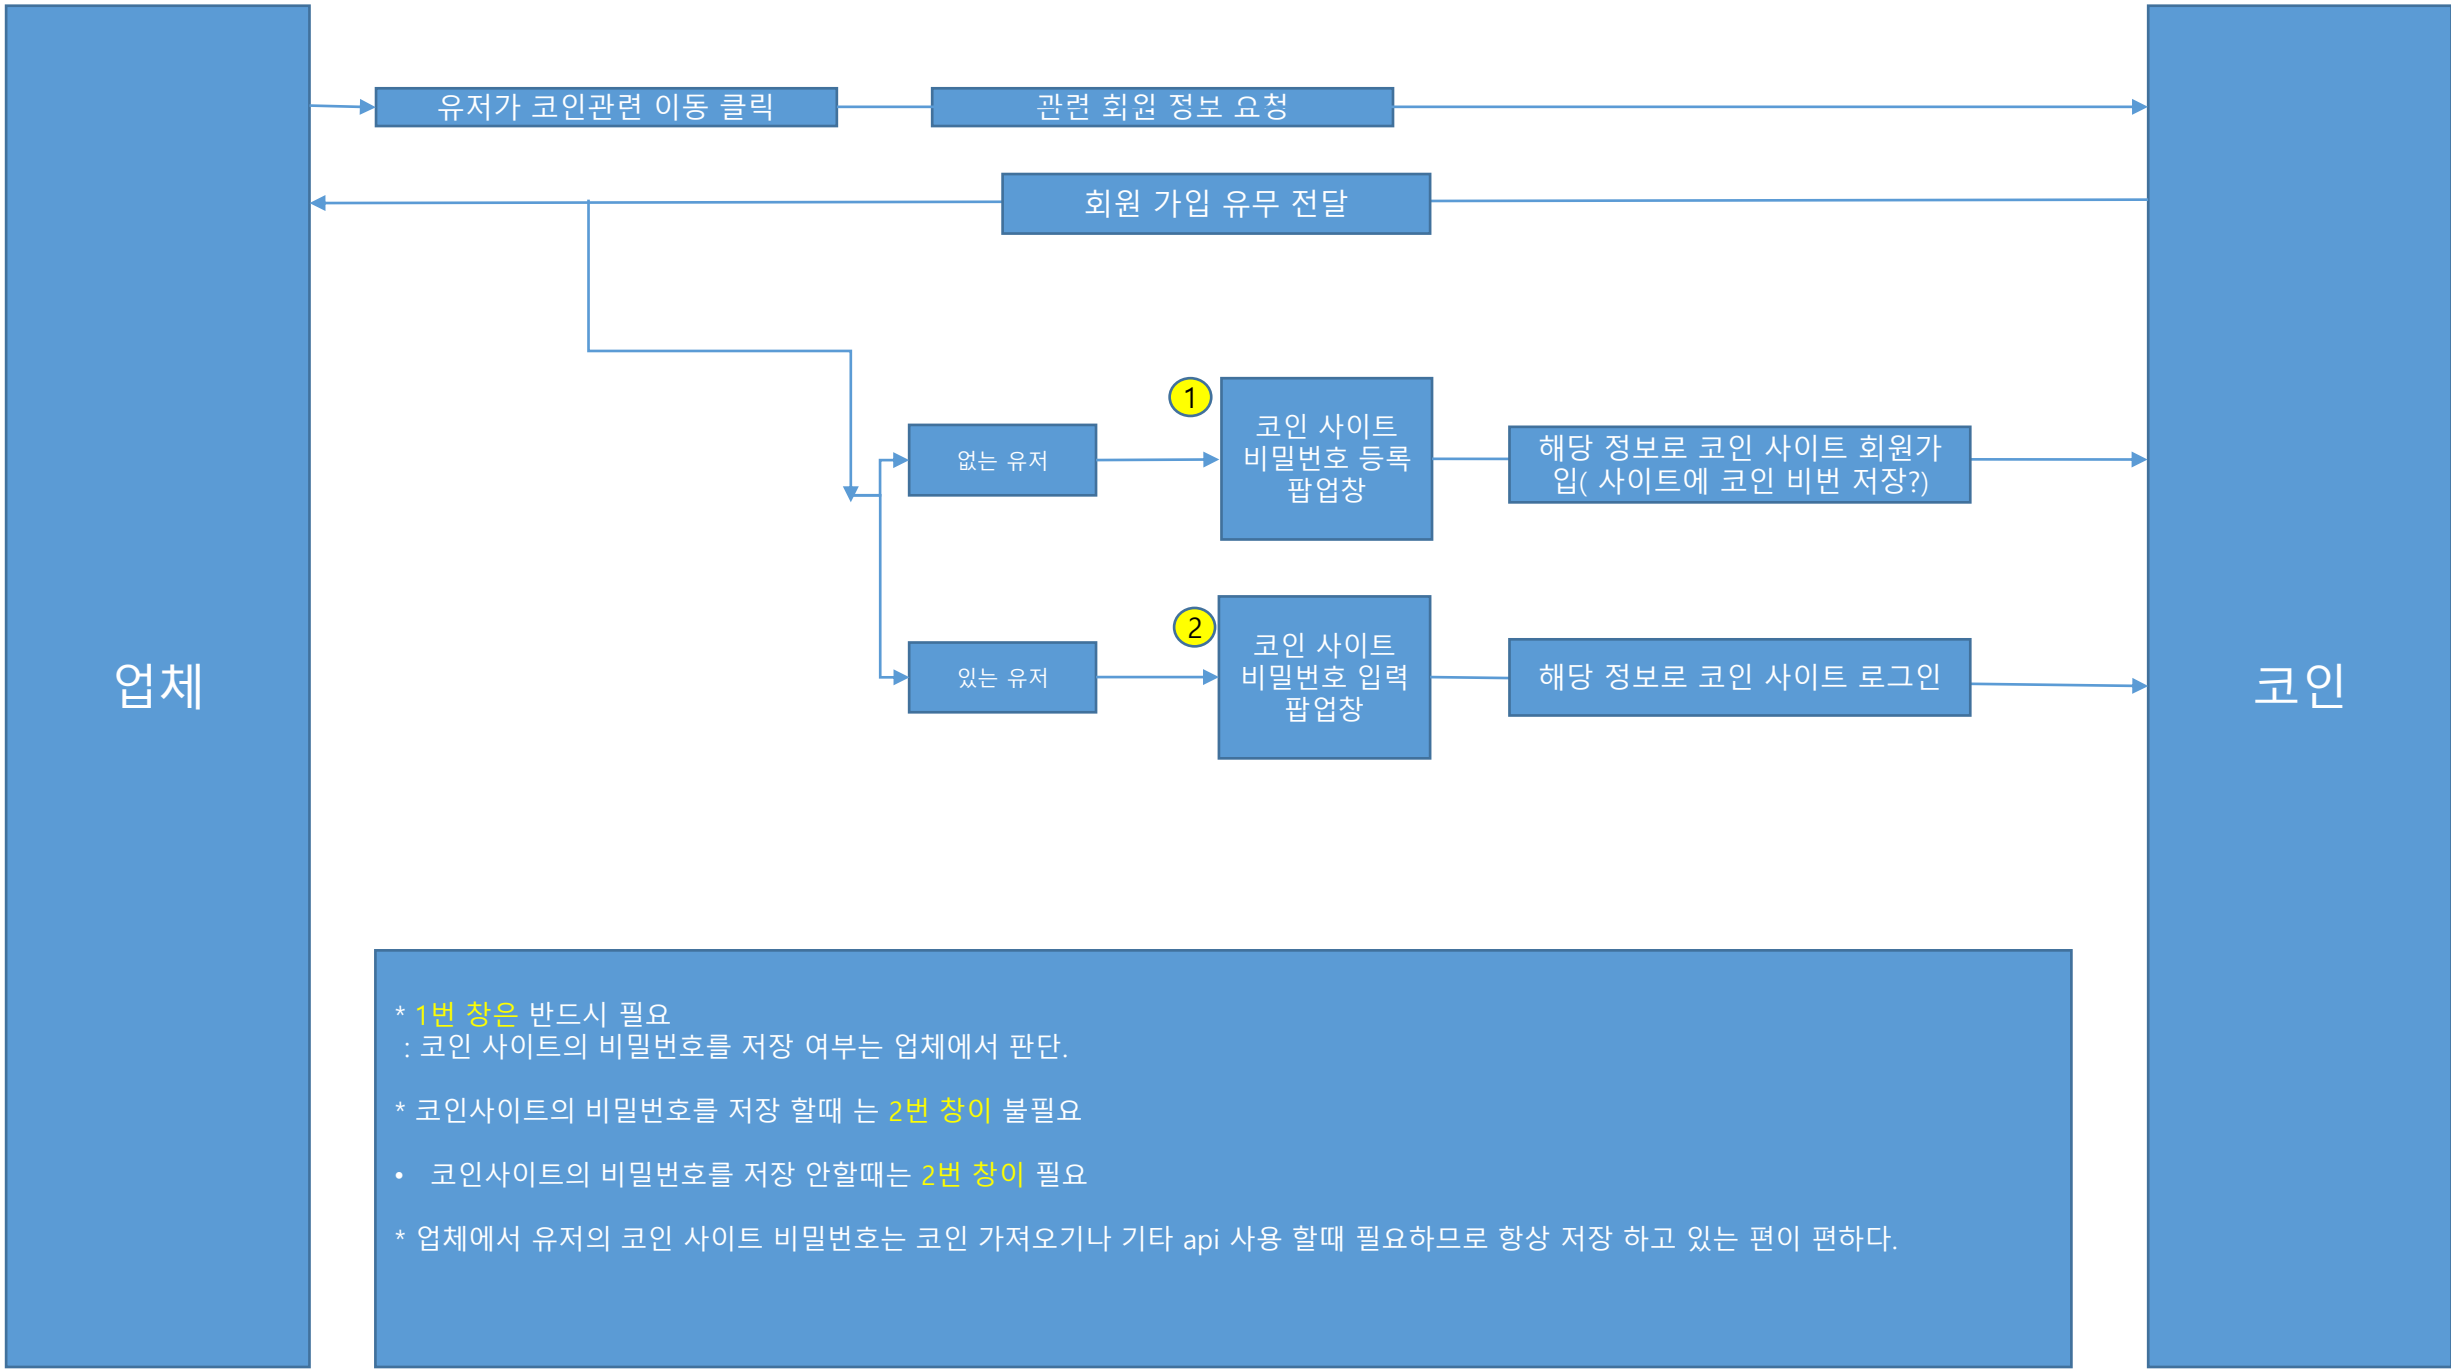 유저가 코인관련 이동 클릭
관련 회원 정보 요청
회원 가입 유무 전달
1
코인 사이트
비밀번호 등록
팝업창
없는 유저
해당 정보로 코인 사이트 회원가
입( 사이트에 코인 비번 저장?)
2
코인 사이트
비밀번호 입력
팝업창
있는 유저
해당 정보로 코인 사이트 로그인
업체
코인
* 1번 창은 반드시 필요
: 코인 사이트의 비밀번호를 저장 여부는 업체에서 판단.
* 코인사이트의 비밀번호를 저장 할때 는 2번 창이 불필요
• 코인사이트의 비밀번호를 저장 안할때는 2번 창이 필요
* 업체에서 유저의 코인 사이트 비밀번호는 코인 가져오기나 기타 api 사용 할때 필요하므로 항상 저장 하고 있는 편이 편하다.